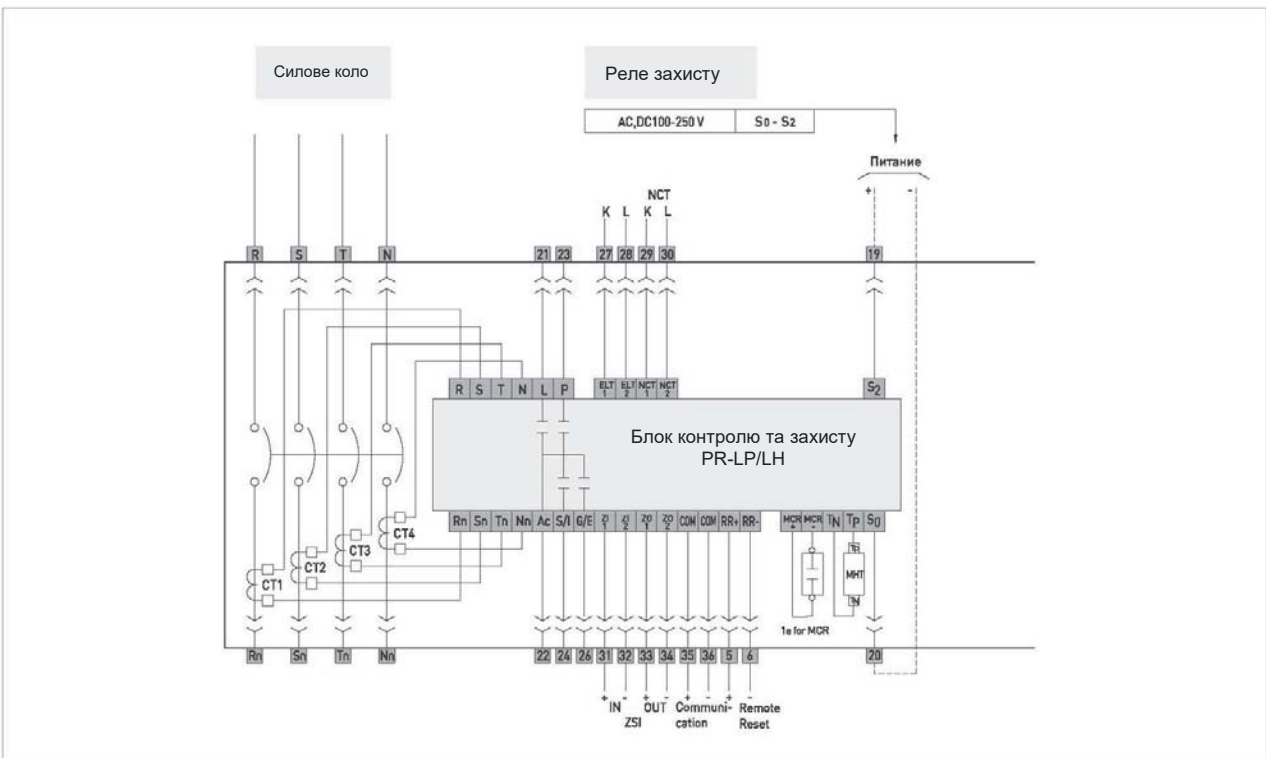 Силове коло
Реле захисту
AC,DC100-250 V S0 - S2
Питание
+ -
NCT
K L K L
R S T N 21 23 27 28 29 30 19
R S T N L P ELT 1 ELT 2 NCT 1 NCT 2 S2
Блок контролю та захисту
PR-LP/LH
Rn Sn Tn Nn Ac S/I G/E ZI 1 ZI 2 ZO 1 ZO 2 COM COM RR+ RR- MCR + MCR - TN TP S0
CT4
CT3
CT2
CT1
TP
MHT
TN
1a for MCR
Rn Sn Tn Nn 22 24 26 31 32 33 34 35 36 5 6 20
+ - + - + - + -
IN OUT Communi- Remote
ZSI cation Reset